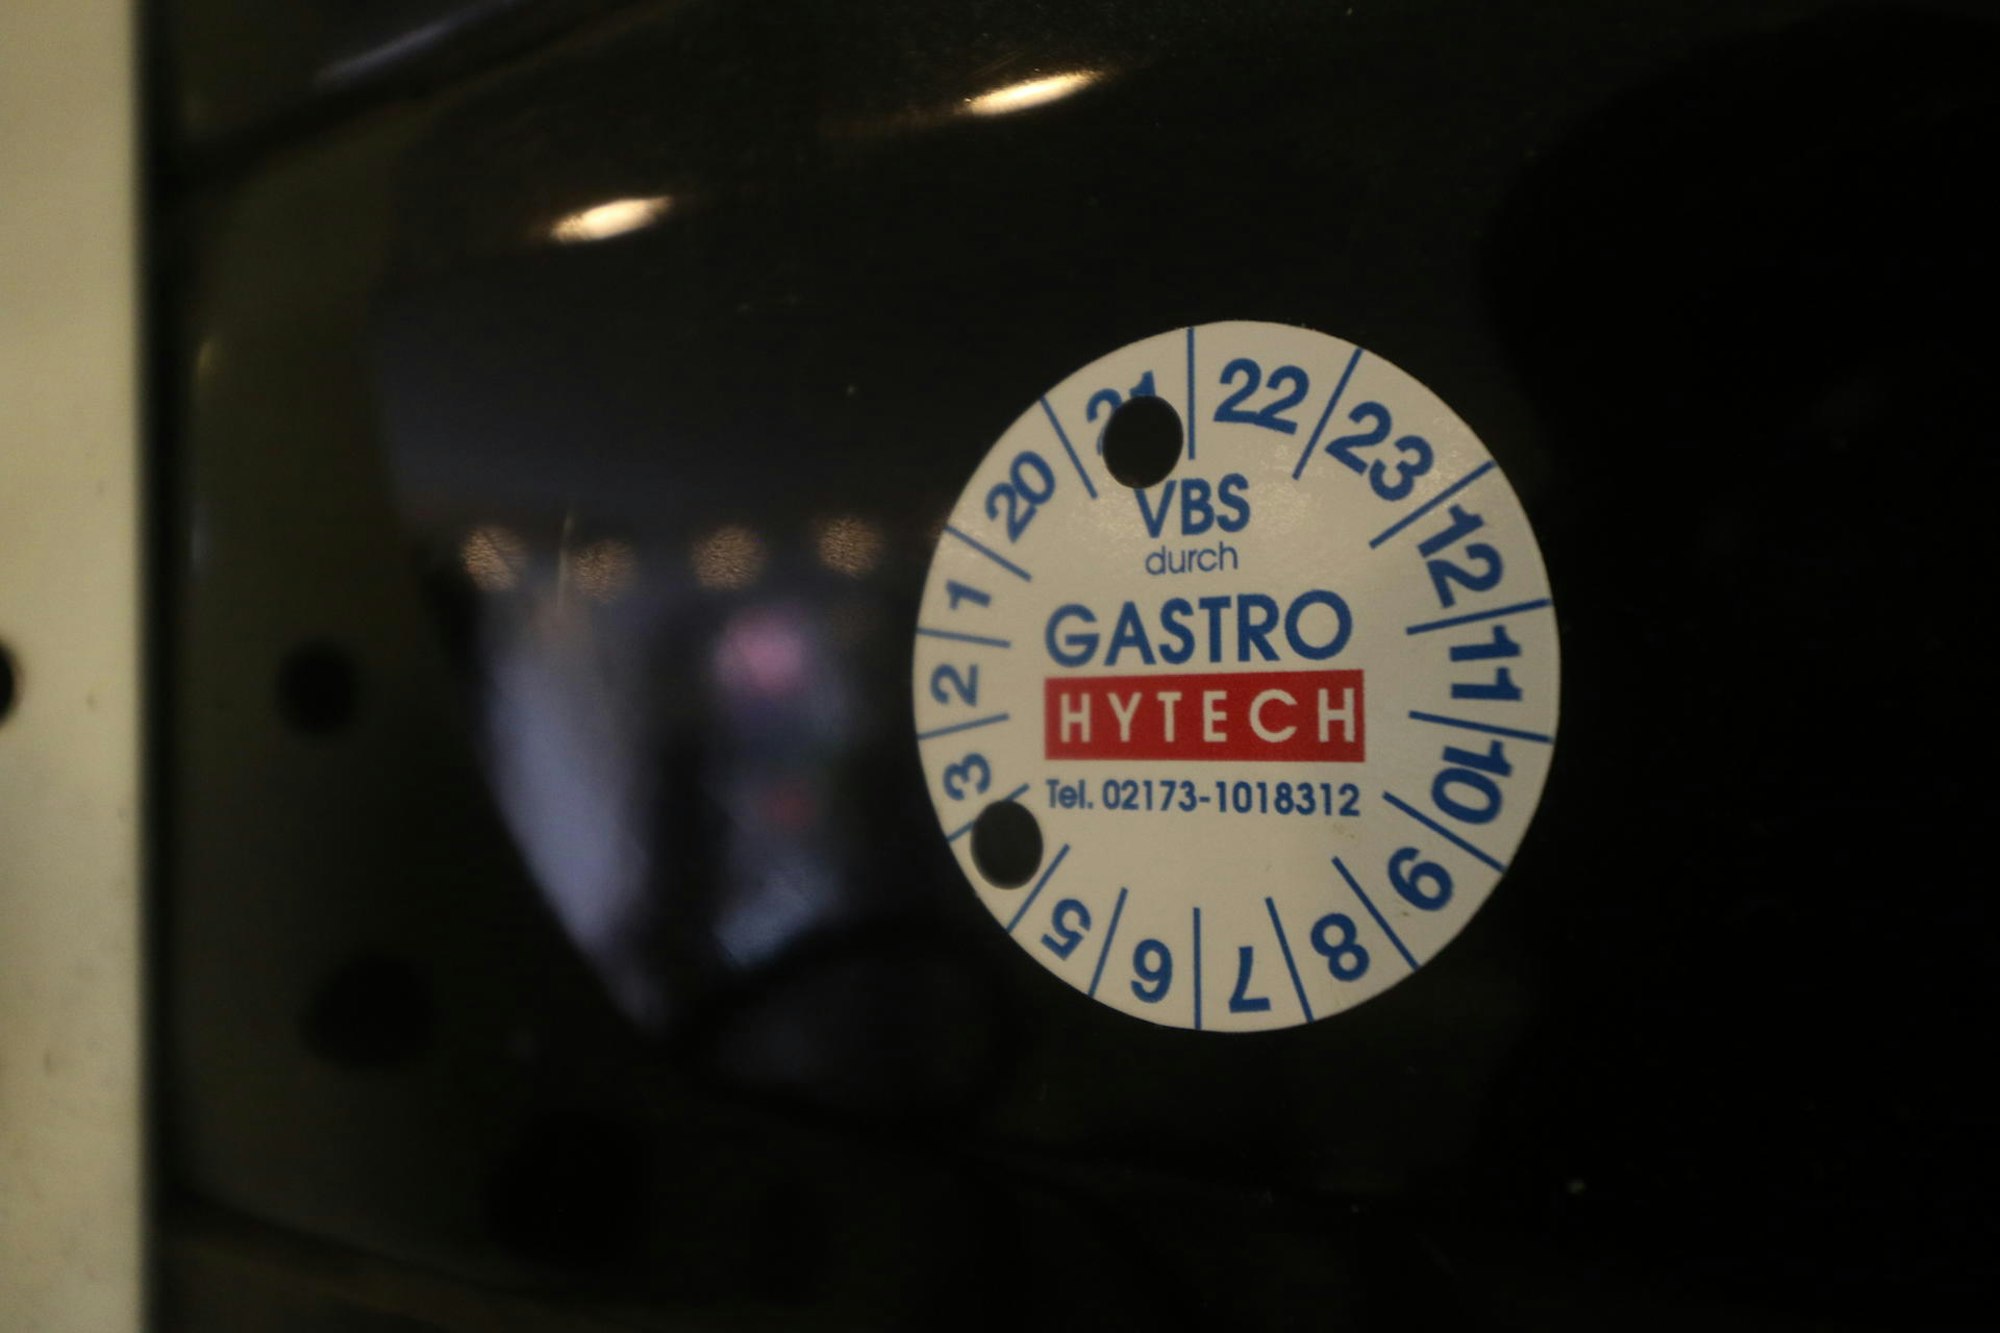 20 21 22 23
12 11 10 9 8 7 6 5 3 2 1
VBS
durch
GASTRO
HYTECH
Tel. 02173-1018312